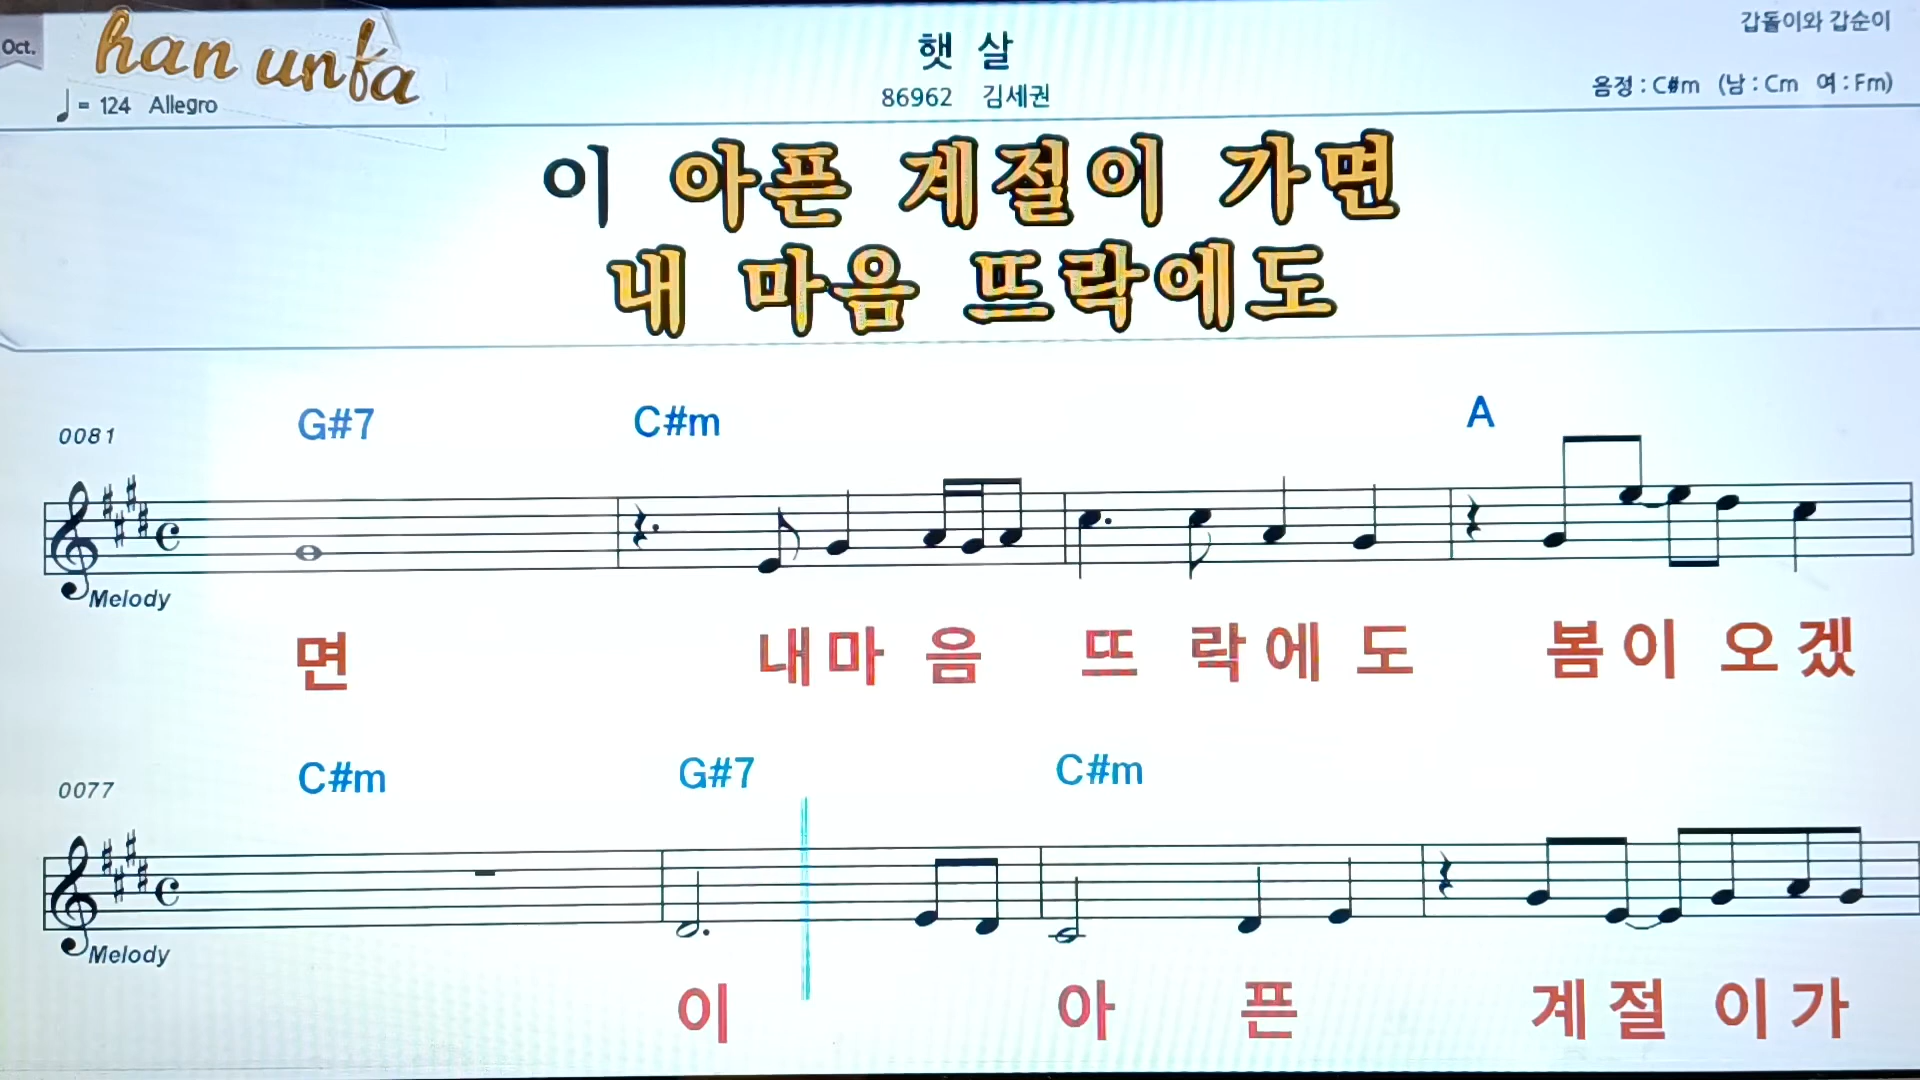 Oct.
han unfa
♩= 124 Allegro
햇 살
86962 김세권
갑돌이와 갑순이
음정 : C#m (남 : Cm 여 : Fm)
이 아픈 계절이 가면
내 마음 뜨락에도
G#7 C#m A
0081
Melody
면 내마 음 뜨 락에 도 봄이 오겠
C#m G#7 C#m
0077
Melody
이 아 픈 계절 이가